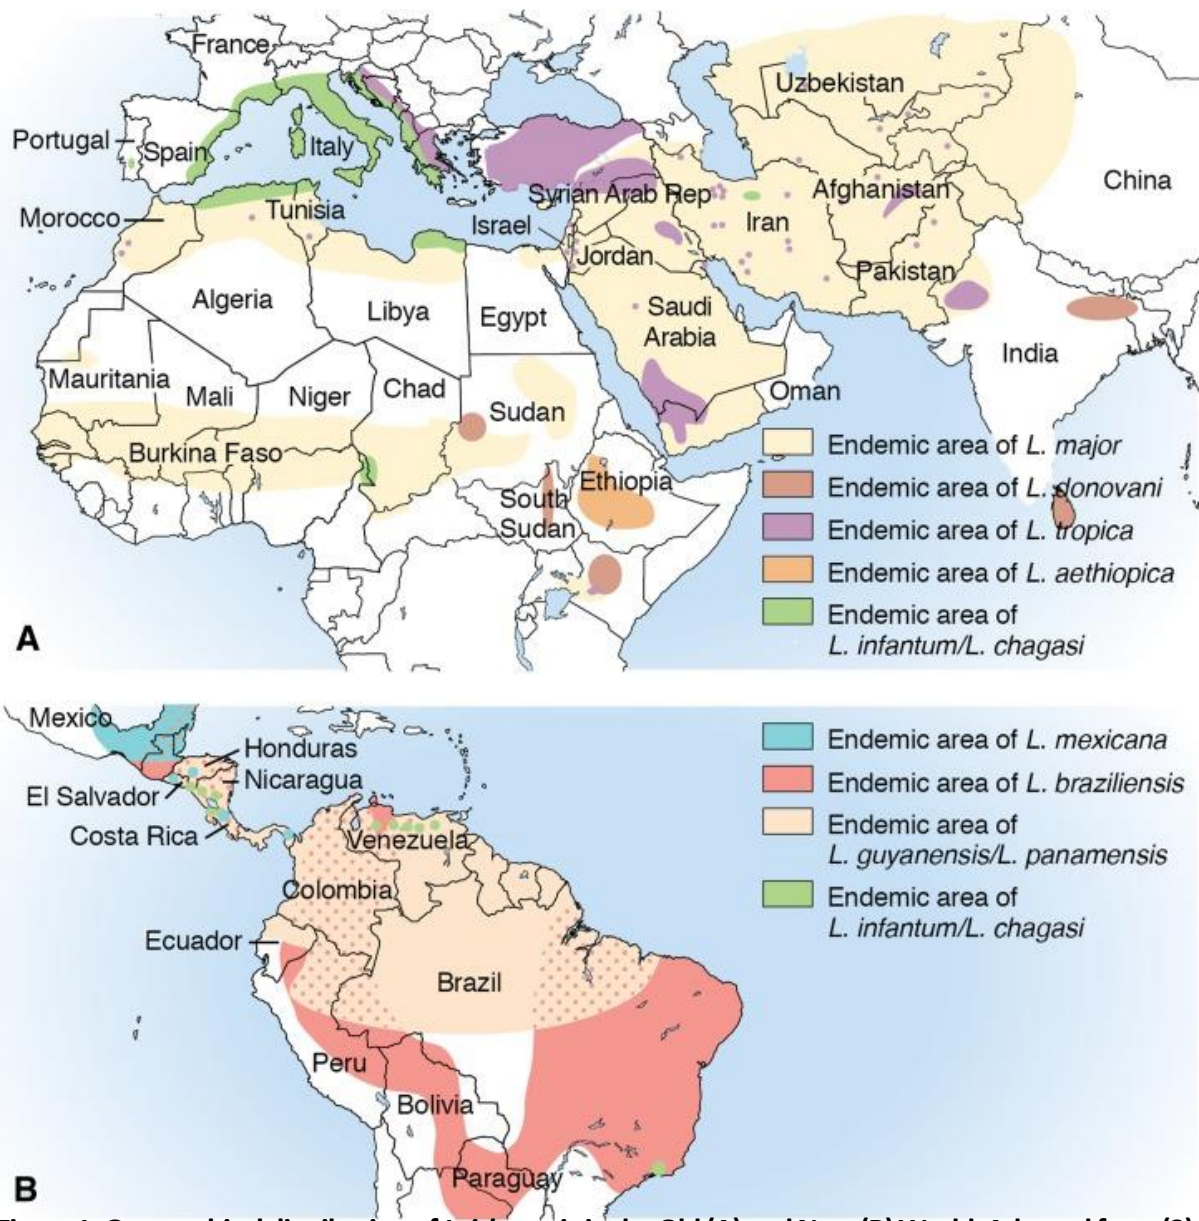 France
Uzbekistan
Portugal
Spain
Italy
China
Syrian Arab Rep
Afghanistan
Morocco
Tunisia
Israel
Iran
Jordan
Pakistan
Algeria
Libya
Egypt
Saudi
Arabia
India
Mauritania
Mali
Niger
Chad
Sudan
Oman
Burkina Faso
Ethiopia
South
Sudan
Endemic area of L. major
Endemic area of L. donovani
Endemic area of L. tropica
Endemic area of L. aethiopica
Endemic area of
L. infantum/L. chagasi
A
Mexico
Honduras
Nicaragua
El Salvador
Costa Rica
Venezuela
Colombia
Ecuador
Brazil
Peru
Bolivia
Paraguay
Endemic area of L. mexicana
Endemic area of L. braziliensis
Endemic area of
L. guyanensis/L. panamensis
Endemic area of
L. infantum/L. chagasi
B